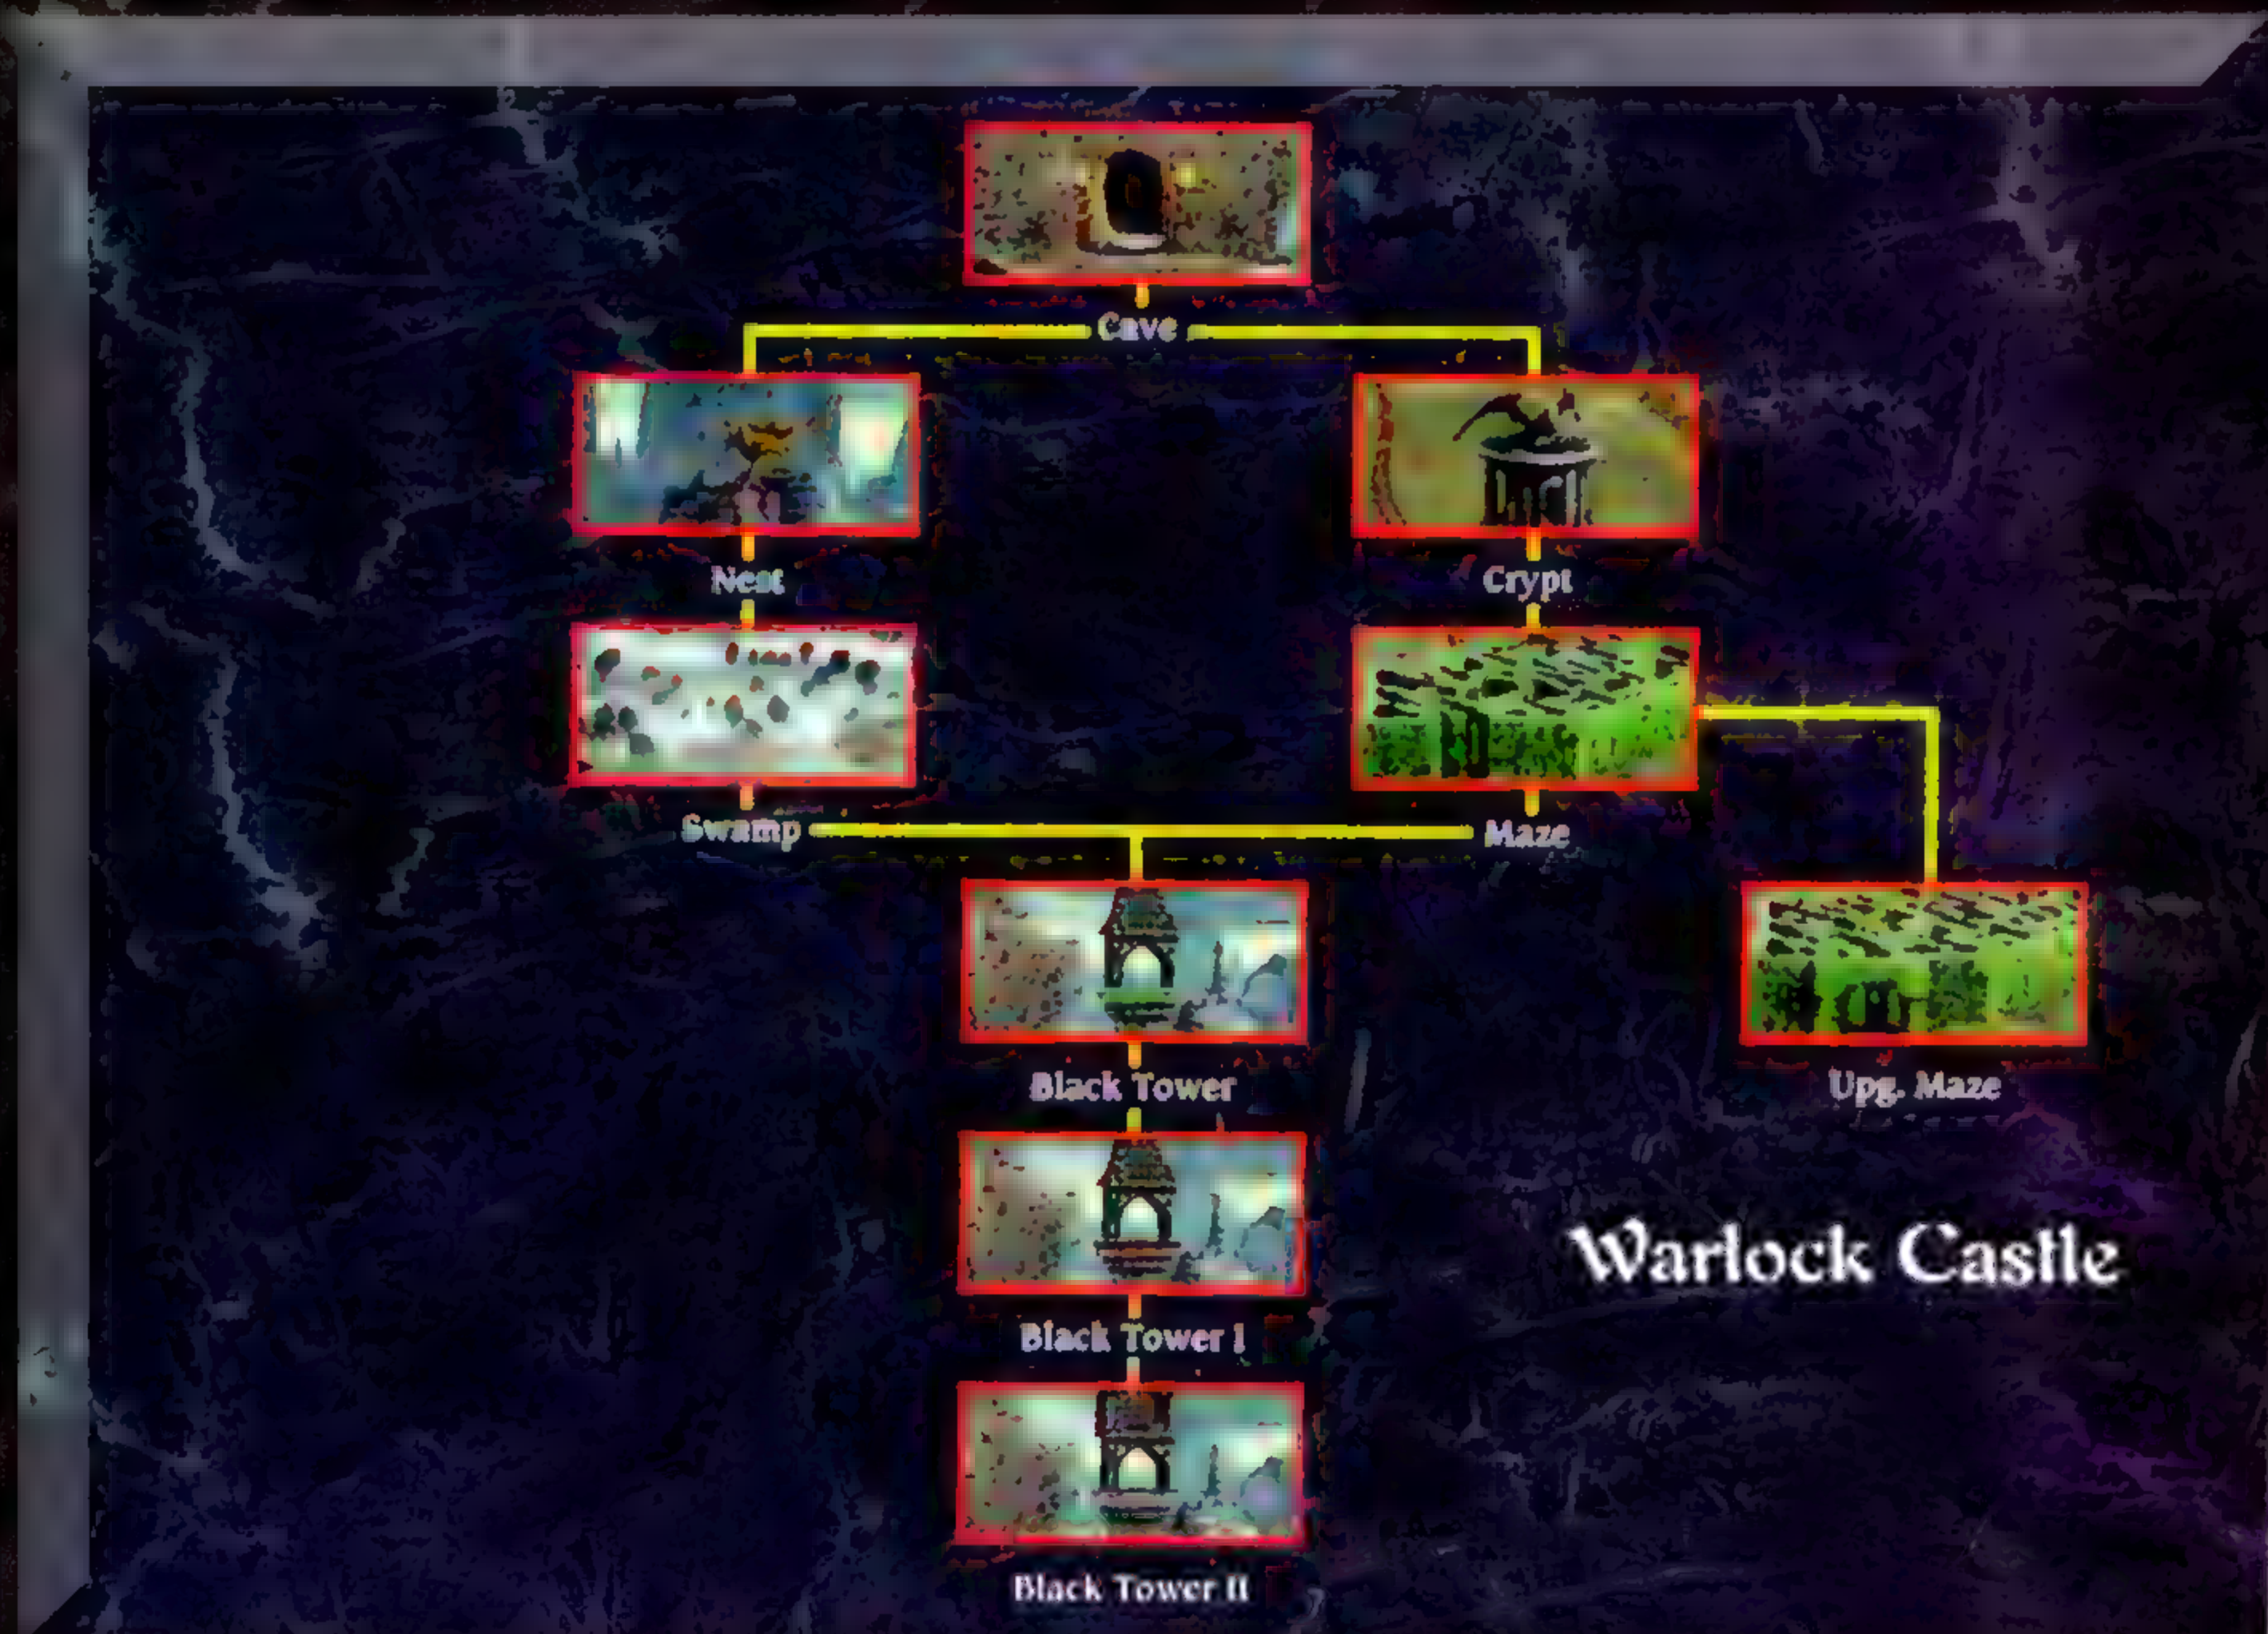 Cave
Nest
Crypt
Swamp
Maze
Black Tower
Upg. Maze
Black Tower I
Warlock Castle
Black Tower II